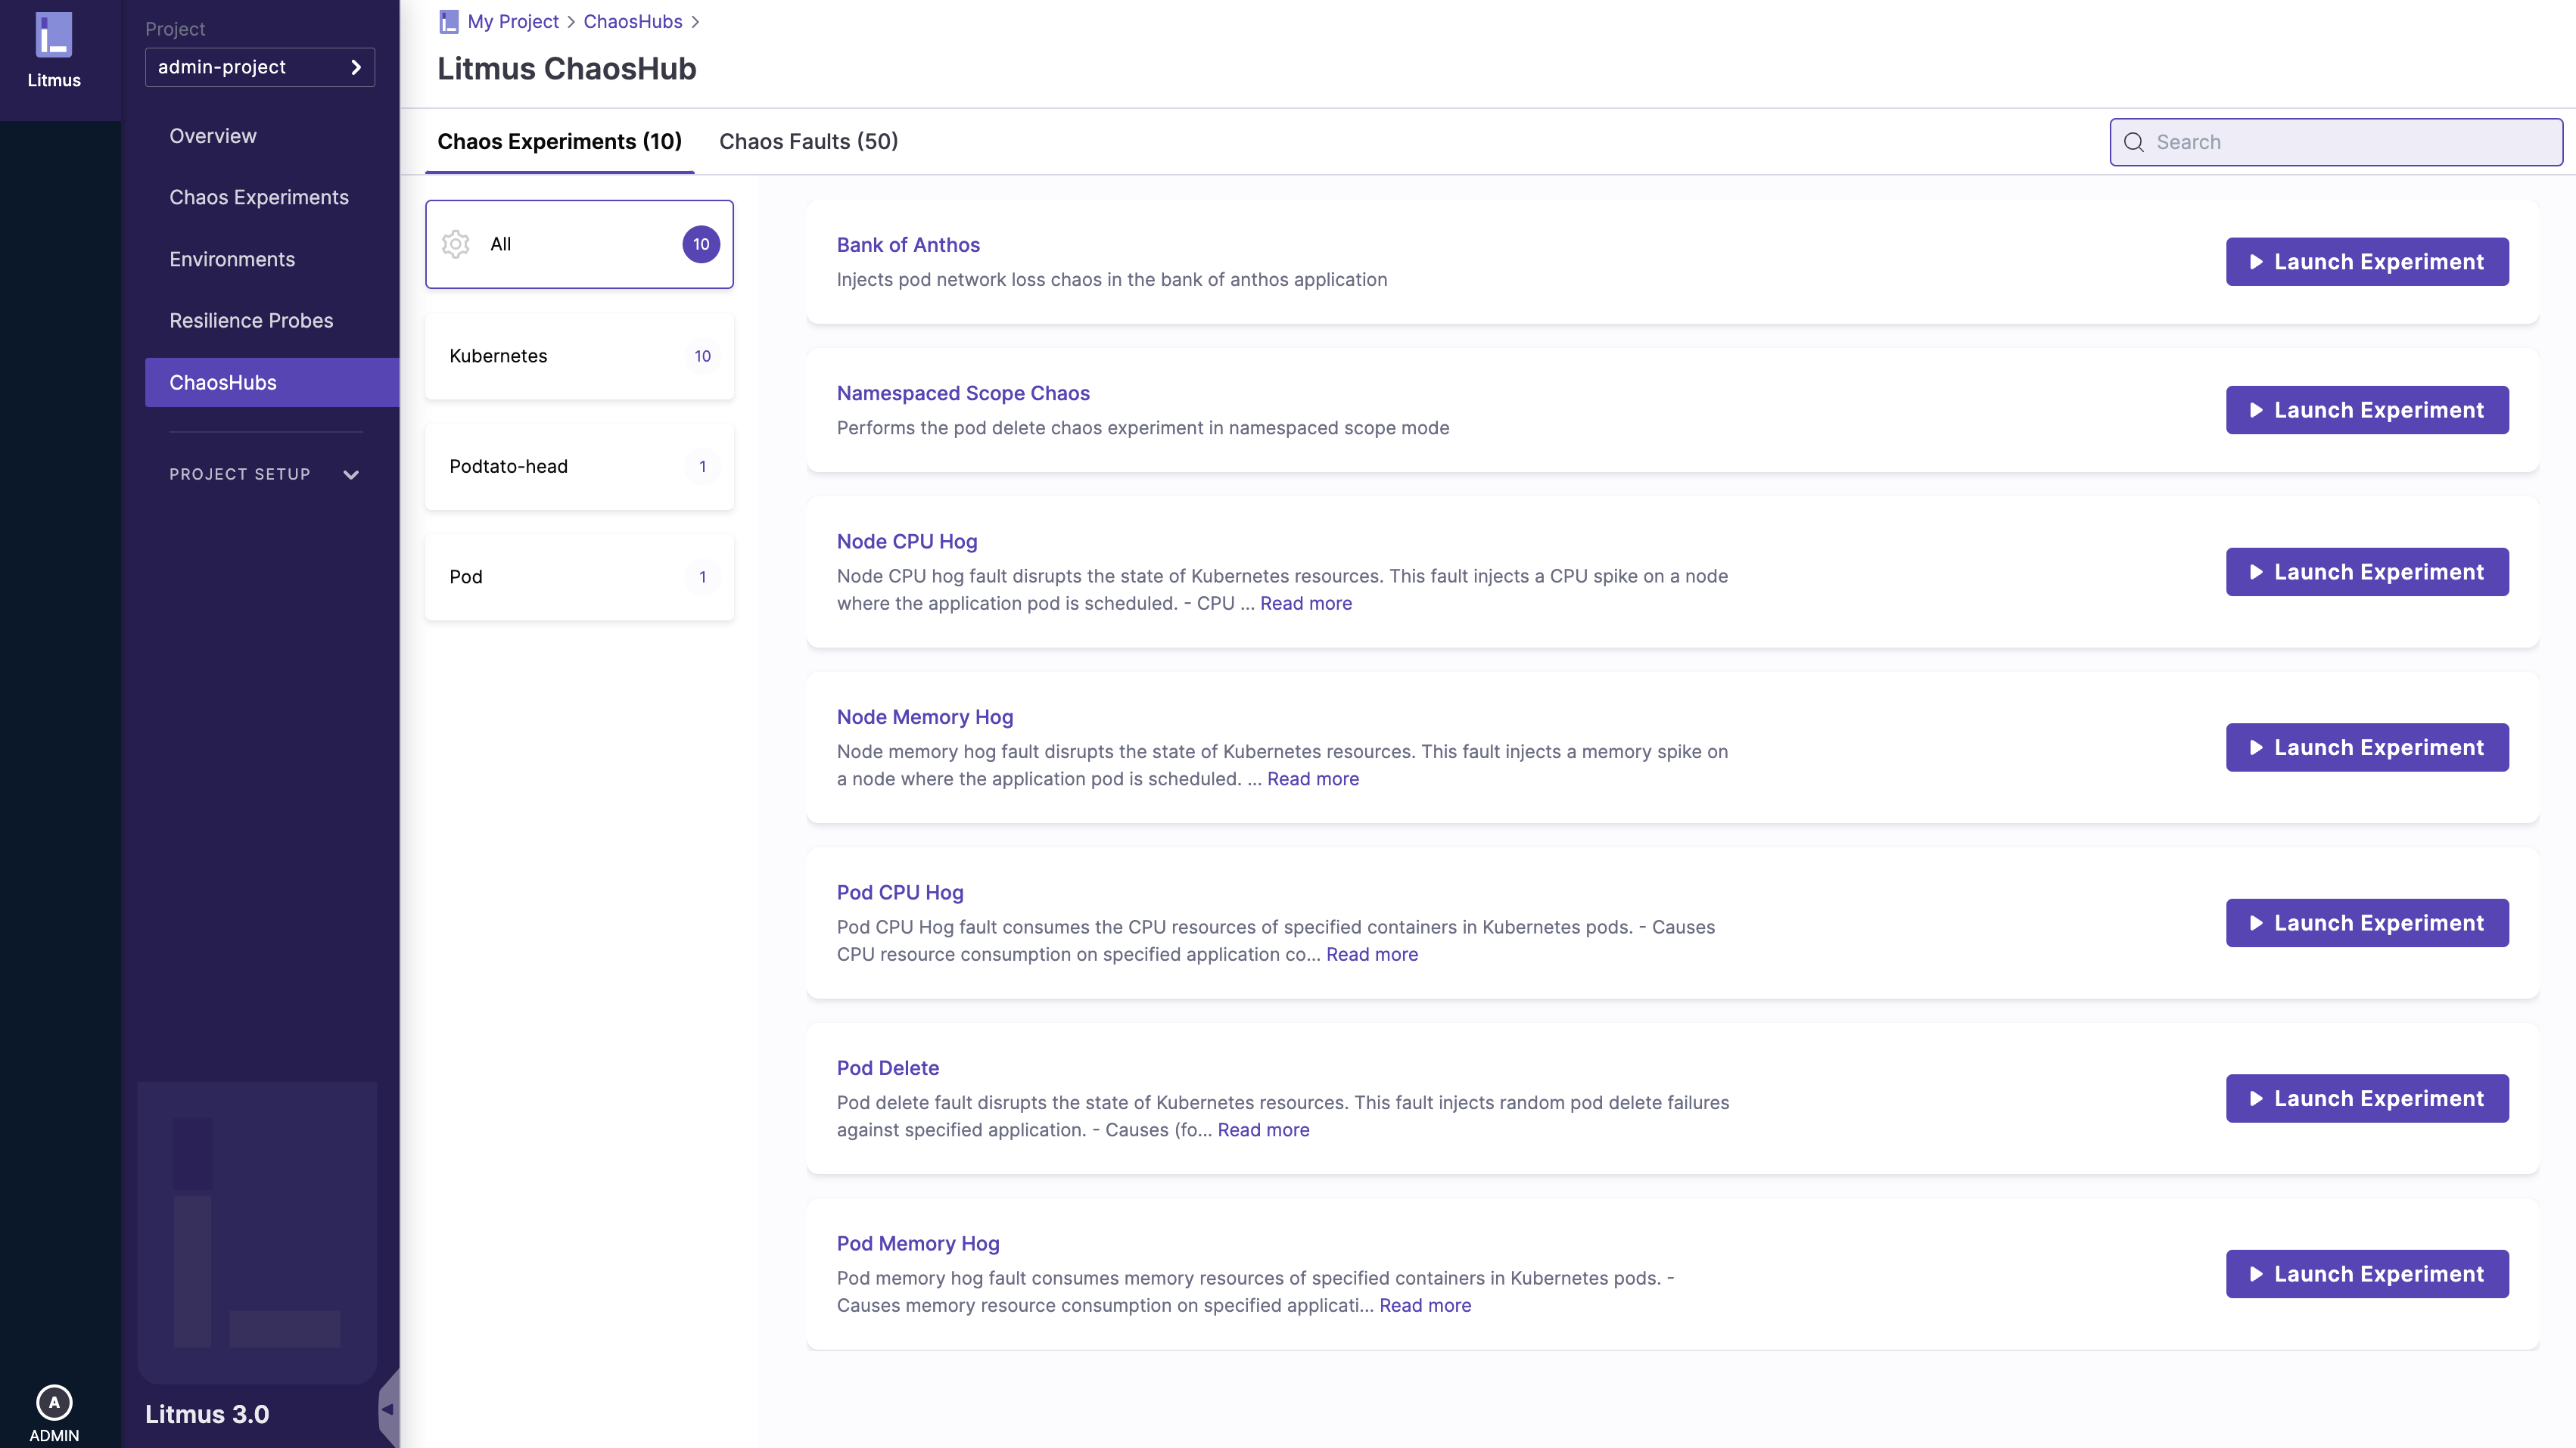 Litmus
Project
admin-project
Overview
Chaos Experiments
Environments
Resilience Probes
ChaosHubs
PROJECT SETUP
Litmus 3.0
A
ADMIN
My Project > ChaosHubs >
Litmus ChaosHub
Chaos Experiments (10) Chaos Faults (50)
Search
All 10
Kubernetes 10
Podtato-head 1
Pod 1
Bank of Anthos
Injects pod network loss chaos in the bank of anthos application
Launch Experiment
Namespaced Scope Chaos
Performs the pod delete chaos experiment in namespaced scope mode
Launch Experiment
Node CPU Hog
Node CPU hog fault disrupts the state of Kubernetes resources. This fault injects a CPU spike on a node
where the application pod is scheduled. - CPU ... Read more
Launch Experiment
Node Memory Hog
Node memory hog fault disrupts the state of Kubernetes resources. This fault injects a memory spike on
a node where the application pod is scheduled. ... Read more
Launch Experiment
Pod CPU Hog
Pod CPU Hog fault consumes the CPU resources of specified containers in Kubernetes pods. - Causes
CPU resource consumption on specified application co... Read more
Launch Experiment
Pod Delete
Pod delete fault disrupts the state of Kubernetes resources. This fault injects random pod delete failures
against specified application. - Causes (fo... Read more
Launch Experiment
Pod Memory Hog
Pod memory hog fault consumes memory resources of specified containers in Kubernetes pods. -
Causes memory resource consumption on specified applicati... Read more
Launch Experiment